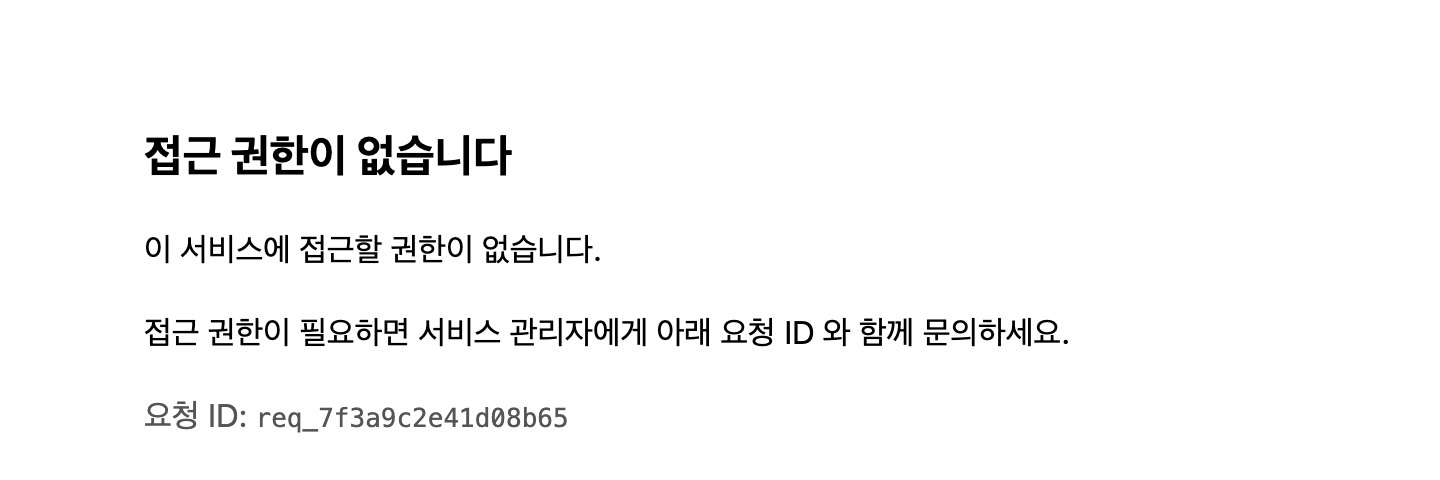 접근 권한이 없습니다
이 서비스에 접근할 권한이 없습니다.
접근 권한이 필요하면 서비스 관리자에게 아래 요청 ID 와 함께 문의하세요.
요청 ID: req_7f3a9c2e41d08b65